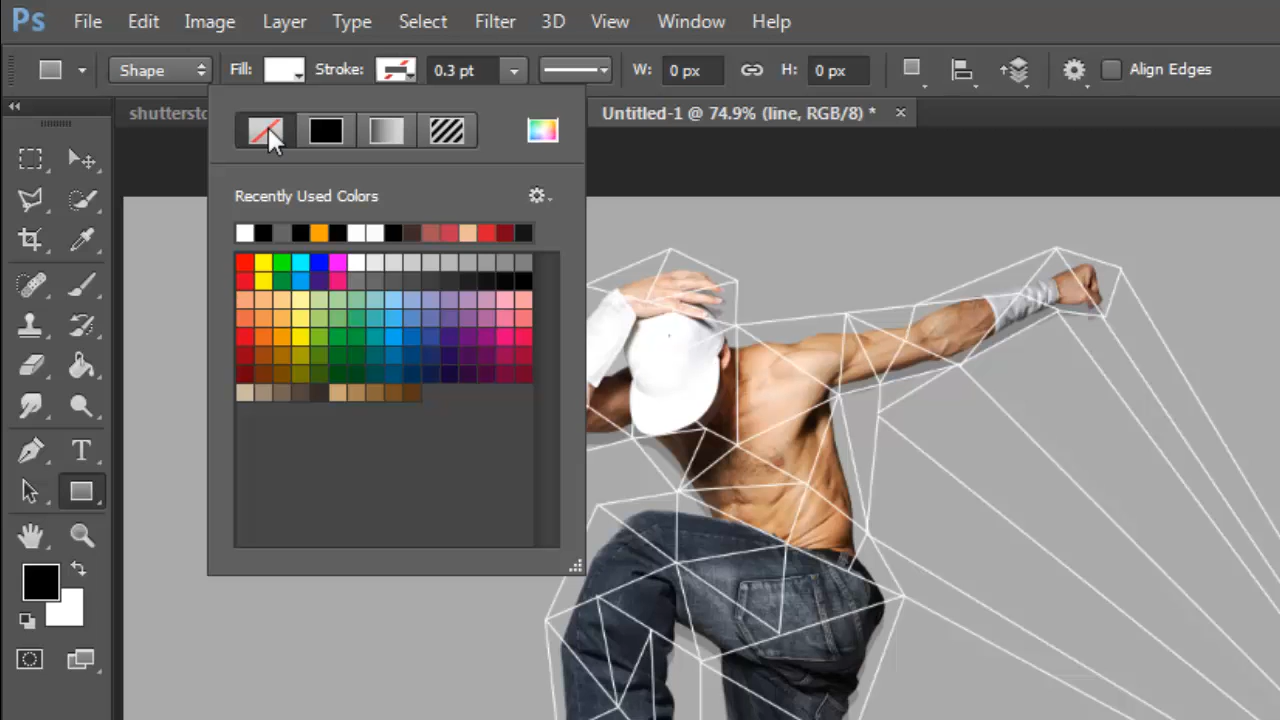 Ps File Edit Image Layer Type Select Filter 3D View Window Help
Shape Fill: Stroke: 0.3 pt W: 0 px H: 0 px Align Edges
shutterstc Untitled-1 @ 74.9% (line, RGB/8) * ×
Recently Used Colors
T